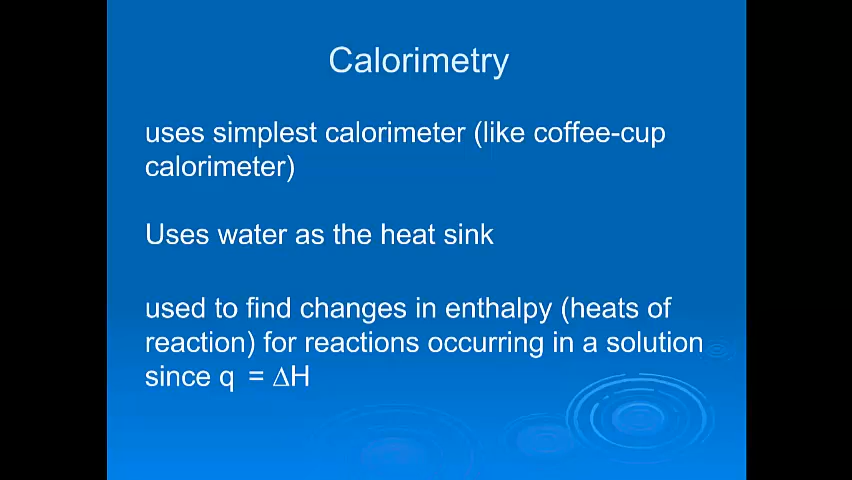 Calorimetry
uses simplest calorimeter (like coffee-cup
calorimeter)
Uses water as the heat sink
used to find changes in enthalpy (heats of
reaction) for reactions occurring in a solution
since q = ∆H